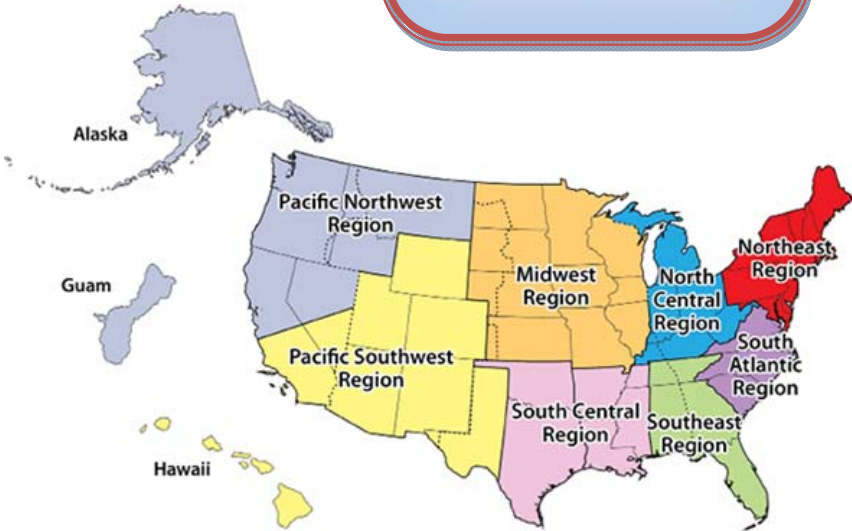 Alaska
Pacific Northwest
Region
Guam
Midwest
Region
North
Central
Region
Northeast
Region
Pacific Southwest
Region
South
Atlantic
Region
South Central
Region
Southeast
Region
Hawaii